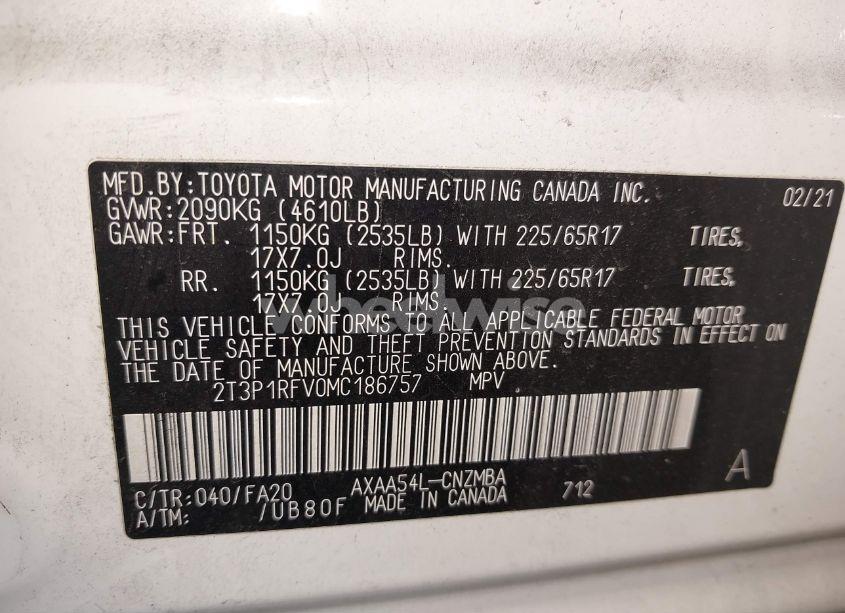 MFD.BY:TOYOTA MOTOR MANUFACTURING CANADA INC. 02/21
GVWR:2090KG (4610LB)
GAWR:FRT. 1150KG (2535LB) WITH 225/65R17 TIRES,
17X7.0J RIMS.
RR. 1150KG (2535LB) WITH 225/65R17 TIRES,
17X7.0J RIMS.
wheelwise
THIS VEHICLE CONFORMS TO ALL APPLICABLE FEDERAL MOTOR
VEHICLE SAFETY AND THEFT PREVENTION STANDARDS IN EFFECT ON
THE DATE OF MANUFACTURE SHOWN ABOVE.
2T3P1RFV0MC186757 MPV
A
C/TR:040/FA20 AXAA54L-CNZMBA 712
A/TM: /UB80F MADE IN CANADA